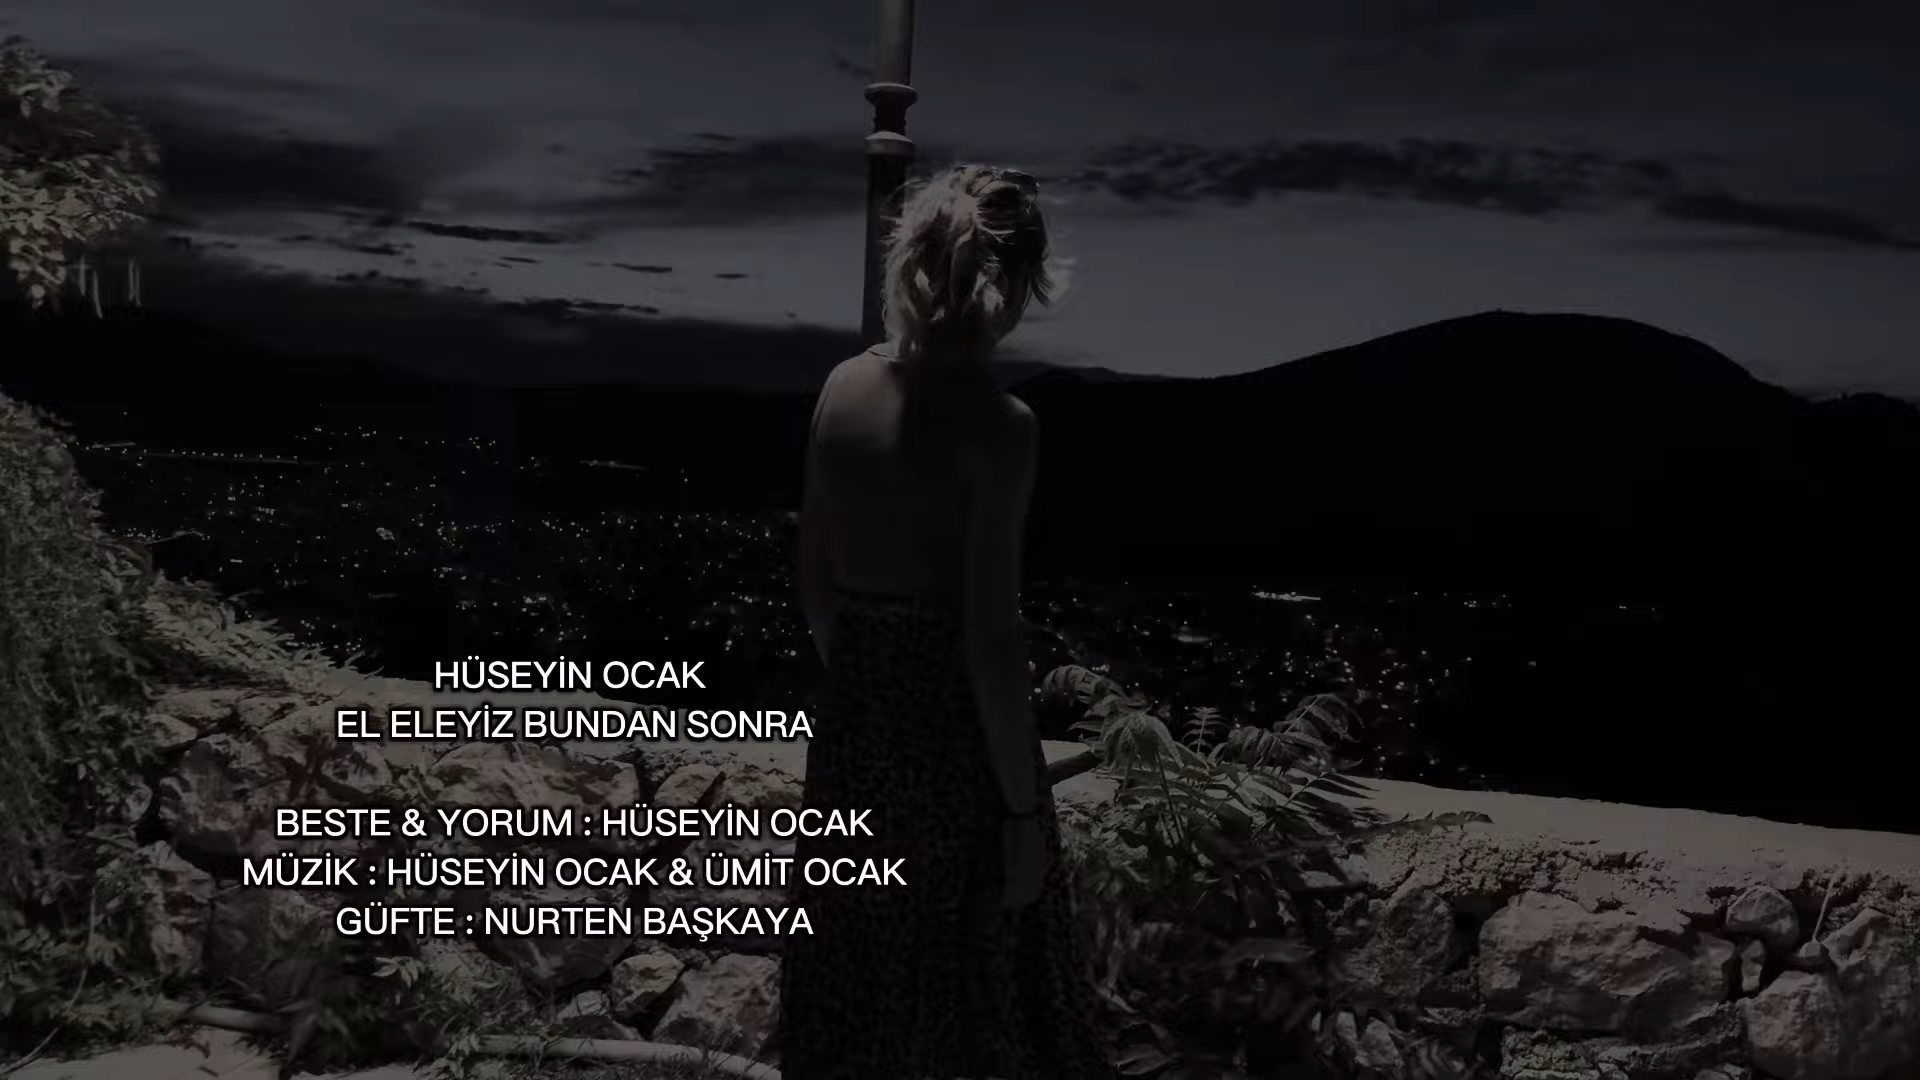 HÜSEYİN OCAK
EL ELEYİZ BUNDAN SONRA
BESTE & YORUM : HÜSEYİN OCAK
MÜZİK : HÜSEYİN OCAK & ÜMİT OCAK
GÜFTE : NURTEN BAŞKAYA